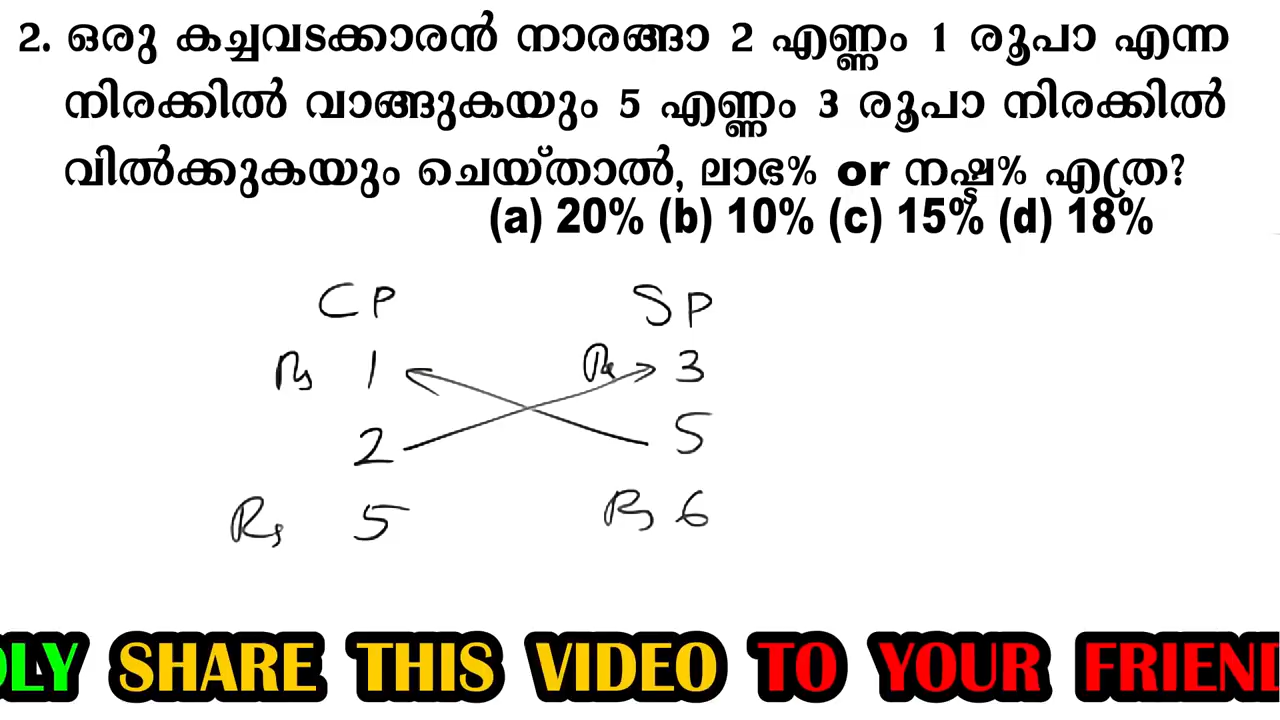 2. ഒരു കച്ചവടക്കാരൻ നാരങ്ങാ 2 എണ്ണം 1 രൂപാ എന്ന
നിരക്കിൽ വാങ്ങുകയും 5 എണ്ണം 3 രൂപാ നിരക്കിൽ
വിൽക്കുകയും ചെയ്താൽ, ലാഭ% or നഷ്ട% എത്ര?
(a) 20% (b) 10% (c) 15% (d) 18%
CP SP
Rs 1 Rs 3
2 5
Rs 5 Rs 6
DLY SHARE THIS VIDEO TO YOUR FRIEND